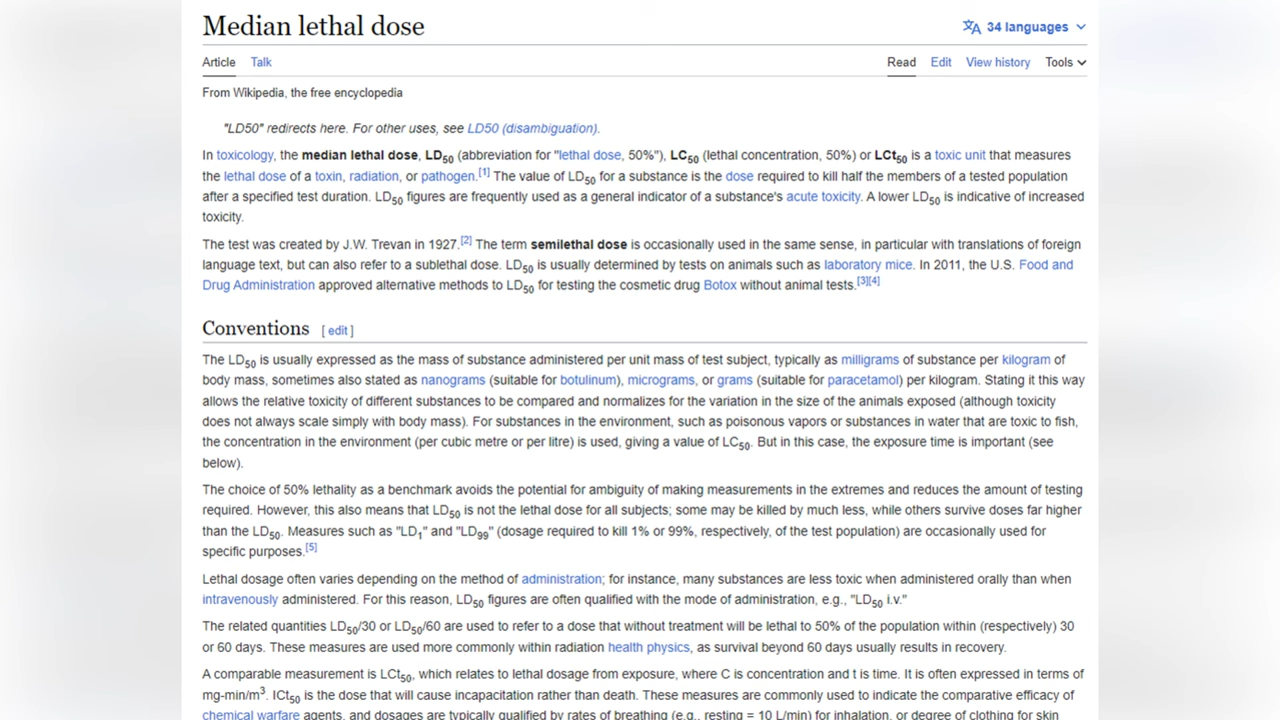 Median lethal dose
34 languages
Article Talk Read Edit View history Tools
From Wikipedia, the free encyclopedia
"LD50" redirects here. For other uses, see LD50 (disambiguation).
In toxicology, the median lethal dose, LD50 (abbreviation for "lethal dose, 50%"), LC50 (lethal concentration, 50%) or LCt50 is a toxic unit that measures
the lethal dose of a toxin, radiation, or pathogen.[1] The value of LD50 for a substance is the dose required to kill half the members of a tested population
after a specified test duration. LD50 figures are frequently used as a general indicator of a substance's acute toxicity. A lower LD50 is indicative of increased
toxicity.
The test was created by J.W. Trevan in 1927.[2] The term semilethal dose is occasionally used in the same sense, in particular with translations of foreign
language text, but can also refer to a sublethal dose. LD50 is usually determined by tests on animals such as laboratory mice. In 2011, the U.S. Food and
Drug Administration approved alternative methods to LD50 for testing the cosmetic drug Botox without animal tests.[3][4]
Conventions [ edit ]
The LD50 is usually expressed as the mass of substance administered per unit mass of test subject, typically as milligrams of substance per kilogram of
body mass, sometimes also stated as nanograms (suitable for botulinum), micrograms, or grams (suitable for paracetamol) per kilogram. Stating it this way
allows the relative toxicity of different substances to be compared and normalizes for the variation in the size of the animals exposed (although toxicity
does not always scale simply with body mass). For substances in the environment, such as poisonous vapors or substances in water that are toxic to fish,
the concentration in the environment (per cubic metre or per litre) is used, giving a value of LC50. But in this case, the exposure time is important (see
below).
The choice of 50% lethality as a benchmark avoids the potential for ambiguity of making measurements in the extremes and reduces the amount of testing
required. However, this also means that LD50 is not the lethal dose for all subjects; some may be killed by much less, while others survive doses far higher
than the LD50. Measures such as "LD1" and "LD99" (dosage required to kill 1% or 99%, respectively, of the test population) are occasionally used for
specific purposes.[5]
Lethal dosage often varies depending on the method of administration; for instance, many substances are less toxic when administered orally than when
intravenously administered. For this reason, LD50 figures are often qualified with the mode of administration, e.g., "LD50 i.v."
The related quantities LD50/30 or LD50/60 are used to refer to a dose that without treatment will be lethal to 50% of the population within (respectively) 30
or 60 days. These measures are used more commonly within radiation health physics, as survival beyond 60 days usually results in recovery.
A comparable measurement is LCt50, which relates to lethal dosage from exposure, where C is concentration and t is time. It is often expressed in terms of
mg-min/m3. ICt50 is the dose that will cause incapacitation rather than death. These measures are commonly used to indicate the comparative efficacy of
chemical warfare agents, and dosages are typically qualified by rates of breathing (e.g., resting = 10 L/min) for inhalation, or degree of clothing for skin